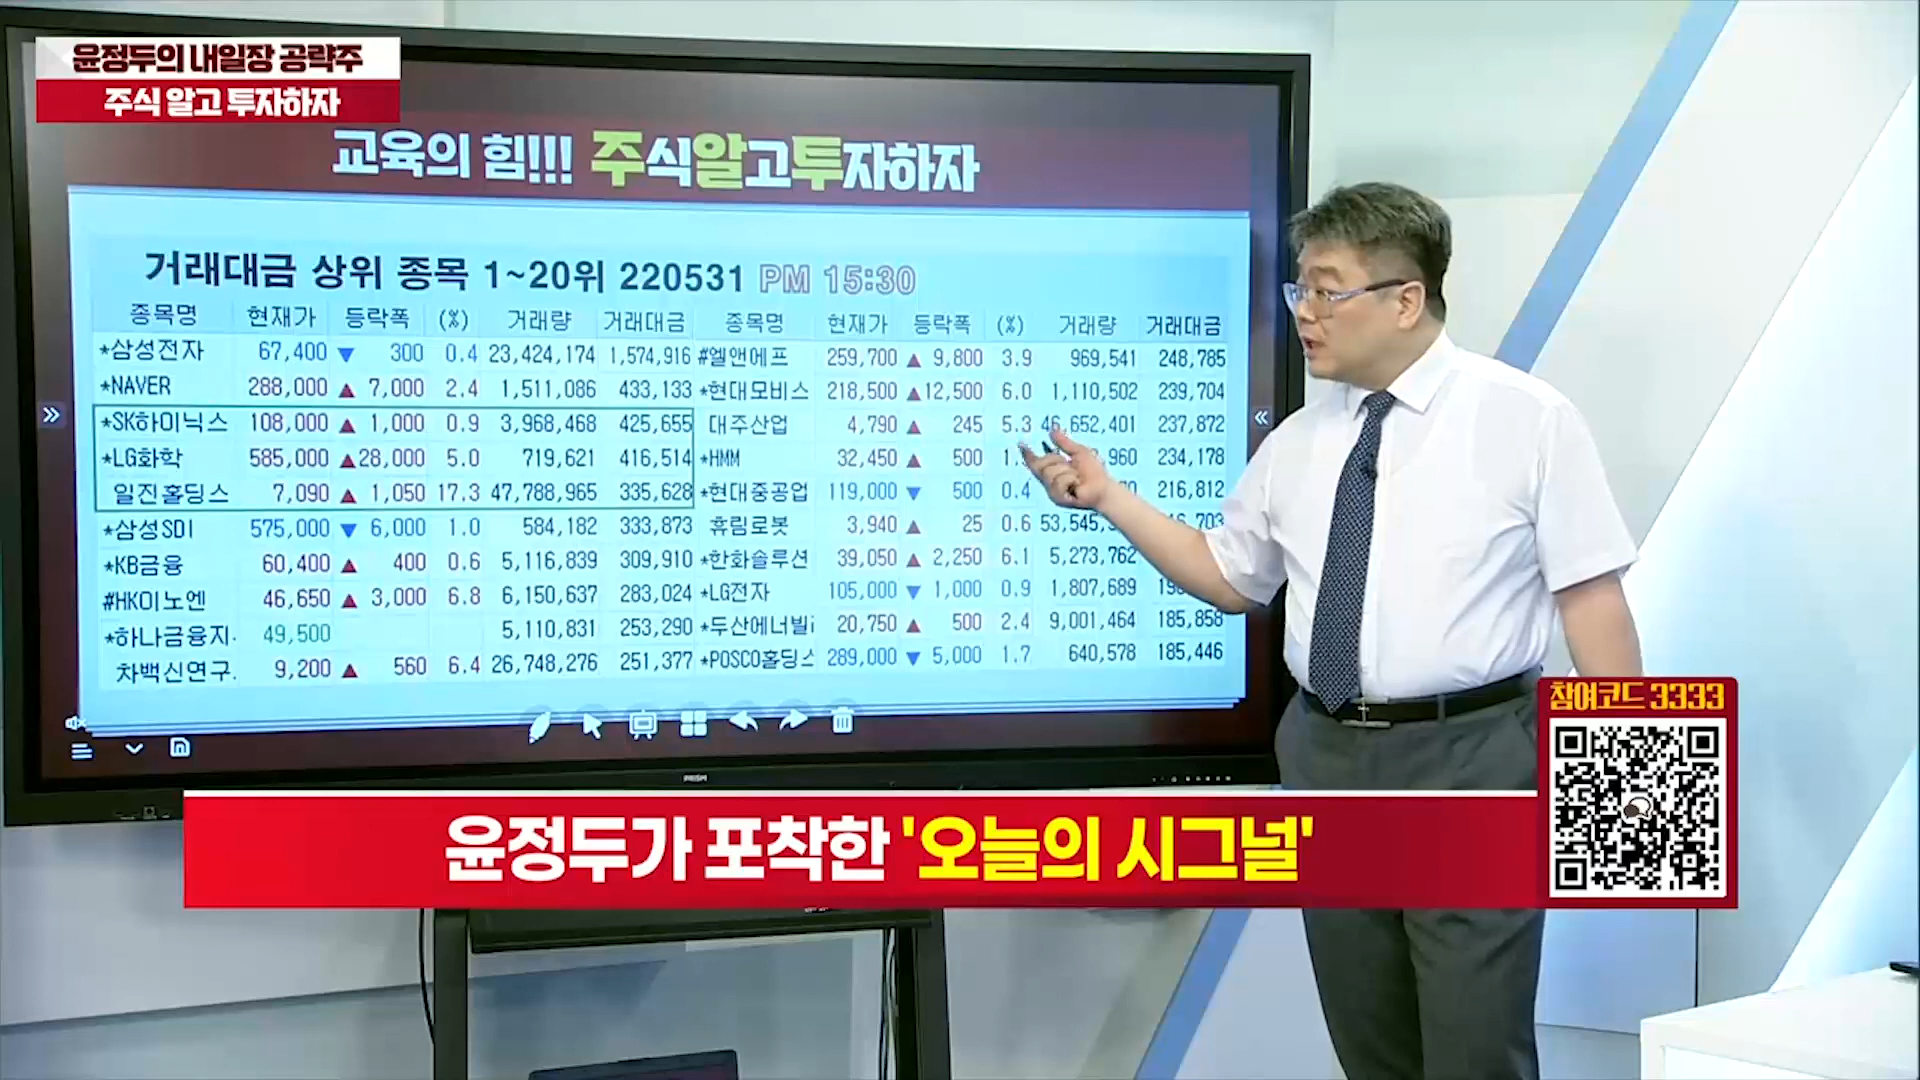 윤정두의 내일장 공략주
주식 알고 투자하자
교육의 힘!!! 주식알고투자하자
거래대금 상위 종목 1~20위 220531 PM 15:30
종목명 현재가 등락폭 (%) 거래량 거래대금 종목명 현재가 등락폭 (%) 거래량 거래대금
*삼성전자 67,400 ▼ 300 0.4 23,424,174 1,574,916 #엘앤에프 259,700 ▲ 9,800 3.9 969,541 248,785
*NAVER 288,000 ▲ 7,000 2.4 1,511,086 433,133 *현대모비스 218,500 ▲12,500 6.0 1,110,502 239,704
*SK하이닉스 108,000 ▲ 1,000 0.9 3,968,468 425,655 대주산업 4,790 ▲ 245 5.3 46,652,401 237,872
*LG화학 585,000 ▲28,000 5.0 719,621 416,514 *HMM 32,450 ▲ 500 234,178
일진홀딩스 7,090 ▲ 1,050 17.3 47,788,965 335,628 *현대중공업 119,000 ▼ 500 0.4 216,812
*삼성SDI 575,000 ▼ 6,000 1.0 584,182 333,873 휴림로봇 3,940 ▲ 25 0.6
*KB금융 60,400 ▲ 400 0.6 5,116,839 309,910 *한화솔루션 39,050 ▲ 2,250 6.1 5,273,762
#HK이노엔 46,650 ▲ 3,000 6.8 6,150,637 283,024 *LG전자 105,000 ▼ 1,000 0.9 1,807,689
*하나금융지 49,500 5,110,831 253,290 *두산에너빌 20,750 ▲ 500 2.4 9,001,464 185,858
차백신연구 9,200 ▲ 560 6.4 26,748,276 251,377 *POSCO홀딩스 289,000 ▼ 5,000 1.7 640,578 185,446
PRISM
참여코드 3333
윤정두가 포착한 '오늘의 시그널'